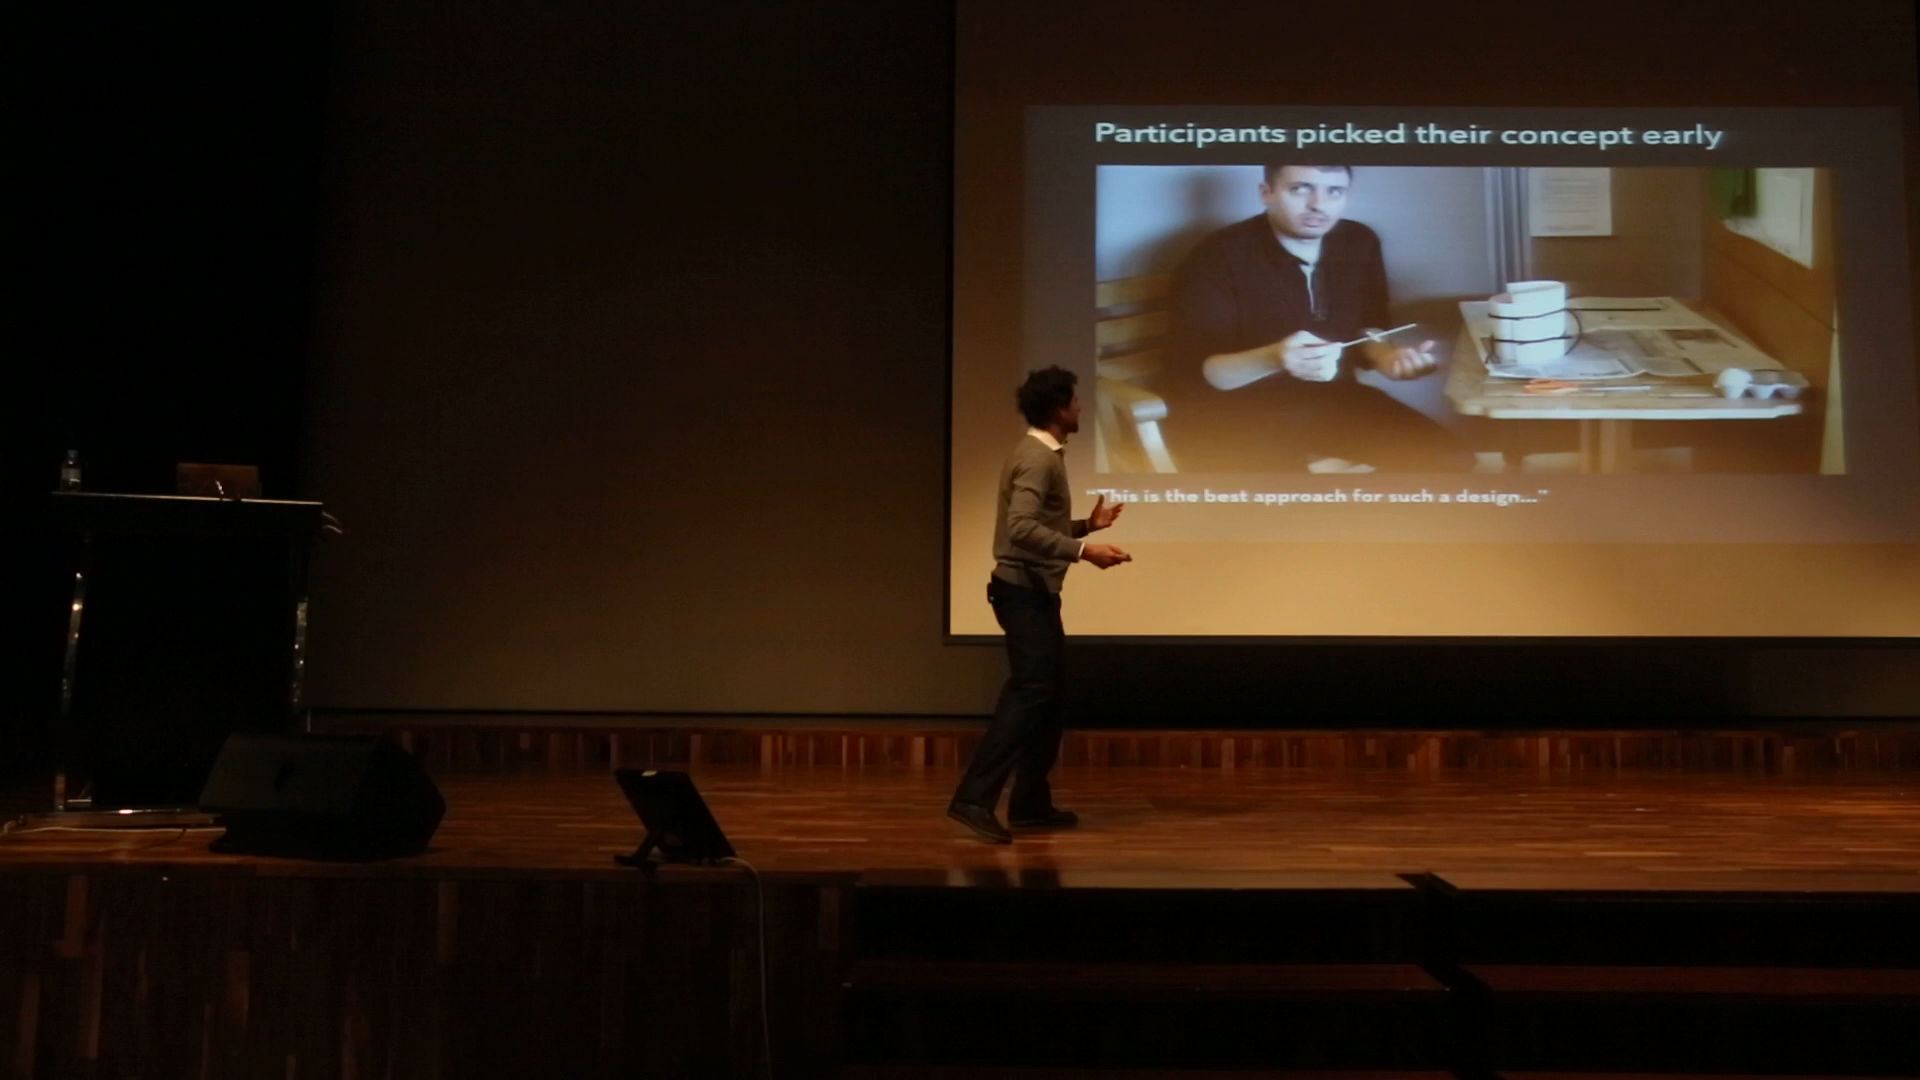 Participants picked their concept early
“This is the best approach for such a design...”